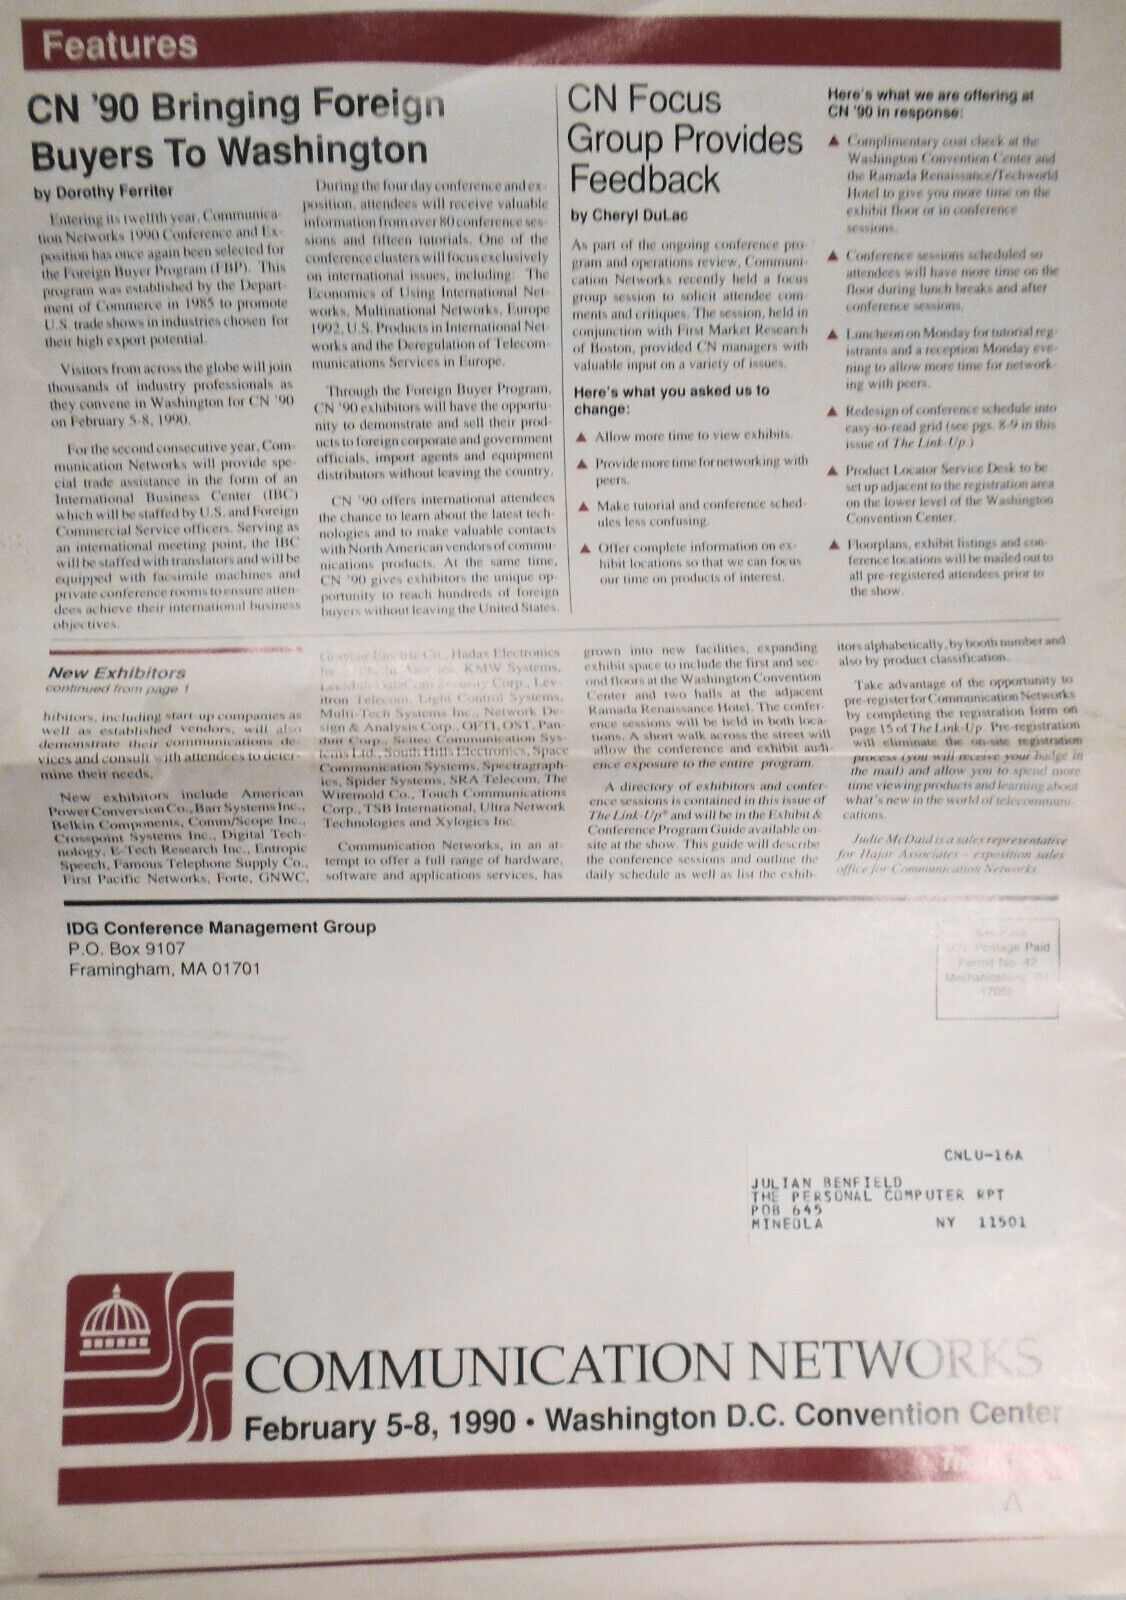 Features
CN '90 Bringing Foreign
Buyers To Washington
by Dorothy Ferriter
Entering its twelfth year, Communica-
tion Networks 1990 Conference and Ex-
position has once again been selected for
the Foreign Buyer Program (FBP). This
program was established by the Depart-
ment of Commerce in 1985 to promote
U.S. trade shows in industries chosen for
their high export potential.
Visitors from across the globe will join
thousands of industry professionals as
they convene in Washington for CN '90
on February 5-8, 1990.
For the second consecutive year, Com-
munication Networks will provide spe-
cial trade assistance in the form of an
International Business Center (IBC)
which will be staffed by U.S. and Foreign
Commercial Service officers. Serving as
an international meeting point, the IBC
will be staffed with translators and will be
equipped with facsimile machines and
private conference rooms to ensure atten-
dees achieve their international business
objectives.
During the four day conference and ex-
position, attendees will receive valuable
information from over 80 conference ses-
sions and fifteen tutorials. One of the
conference clusters will focus exclusively
on international issues, including: The
Economics of Using International Net-
works, Multinational Networks, Europe
1992, U.S. Products in International Net-
works and the Deregulation of Telecom-
munications Services in Europe.
Through the Foreign Buyer Program,
CN '90 exhibitors will have the opportu-
nity to demonstrate and sell their prod-
ucts to foreign corporate and government
officials, import agents and equipment
distributors without leaving the country.
CN '90 offers international attendees
the chance to learn about the latest tech-
nologies and to make valuable contacts
with North American vendors of commu-
nications products. At the same time,
CN '90 gives exhibitors the unique op-
portunity to reach hundreds of foreign
buyers without leaving the United States.
CN Focus
Group Provides
Feedback
by Cheryl DuLac
As part of the ongoing conference pro-
gram and operations review, Communi-
cation Networks recently held a focus
group session to solicit attendee com-
ments and critiques. The session, held in
conjunction with First Market Research
of Boston, provided CN managers with
valuable input on a variety of issues.
Here's what you asked us to
change:
▲ Allow more time to view exhibits.
▲ Provide more time for networking with
peers.
▲ Make tutorial and conference sched-
ules less confusing.
▲ Offer complete information on ex-
hibit locations so that we can focus
our time on products of interest.
Here's what we are offering at
CN '90 in response:
▲ Complimentary coat check at the
Washington Convention Center and
the Ramada Renaissance/Techworld
Hotel to give you more time on the
exhibit floor or in conference
sessions.
▲ Conference sessions scheduled so
attendees will have more time on the
floor during lunch breaks and after
conference sessions.
▲ Luncheon on Monday for tutorial reg-
istrants and a reception Monday eve-
ning to allow more time for network-
ing with peers.
▲ Redesign of conference schedule into
easy-to-read grid (see pgs. 8-9 in this
issue of The Link-Up.)
▲ Product Locator Service Desk to be
set up adjacent to the registration area
on the lower level of the Washington
Convention Center.
▲ Floorplans, exhibit listings and con-
ference locations will be mailed out to
all pre-registered attendees prior to
the show.
New Exhibitors
continued from page 1
hibitors, including start-up companies as
well as established vendors, will also
demonstrate their communications de-
vices and consult with attendees to deter-
mine their needs.
New exhibitors include American
Power Conversion Co., Barr Systems Inc.,
Belkin Components, Comm/Scope Inc.,
Crosspoint Systems Inc., Digital Tech-
nology, E-Tech Research Inc., Entropic
Speech, Famous Telephone Supply Co.,
First Pacific Networks, Forte, GNWC,
Graybar Electric Co., Hadax Electronics
Inc., America, KMW Systems,
Security Corp., Lev-
itron Telecom, Light Control Systems,
Multi-Tech Systems Inc., Network De-
sign & Analysis Corp., OFTI, OST, Pan-
duit Corp., Scitec Communication Sys-
tems Ltd., South Hills Electronics, Space
Communication Systems, Spectragraph-
ics, Spider Systems, SRA Telecom, The
Wiremold Co., Touch Communications
Corp., TSB International, Ultra Network
Technologies and Xylogics Inc.
Communication Networks, in an at-
tempt to offer a full range of hardware,
software and applications services, has
grown into new facilities, expanding
exhibit space to include the first and sec-
ond floors at the Washington Convention
Center and two halls at the adjacent
Ramada Renaissance Hotel. The confer-
ence sessions will be held in both loca-
tions. A short walk across the street will
allow the conference and exhibit audi-
ence exposure to the entire program.
A directory of exhibitors and confer-
ence sessions is contained in this issue of
The Link-Up® and will be in the Exhibit &
Conference Program Guide available on-
site at the show. This guide will describe
the conference sessions and outline the
daily schedule as well as list the exhib-
itors alphabetically, by booth number and
also by product classification.
Take advantage of the opportunity to
pre-register for Communication Networks
by completing the registration form on
page 15 of The Link-Up. Pre-registration
will eliminate the on-site registration
process (you will receive your badge in
the mail) and allow you to spend more
time viewing products and learning about
what's new in the world of telecommuni-
cations.
Judie McDaid is a sales representative
for Hajar Associates - exposition sales
office for Communication Networks.
IDG Conference Management Group
P.O. Box 9107
Framingham, MA 01701
U.S. Postage Paid
Permit No. 42
Mechanicsburg,
17055
CNLU-16A
JULIAN BENFIELD
THE PERSONAL COMPUTER RPT
POB 645
MINEOLA NY 11501
COMMUNICATION NETWORKS
February 5-8, 1990 • Washington D.C. Convention Center